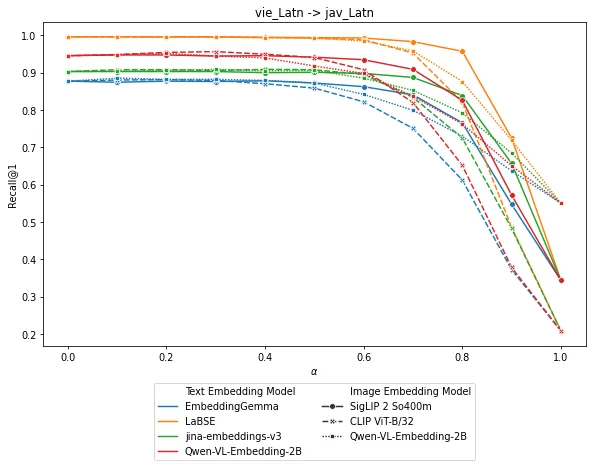 vie_Latn -> jav_Latn
Recall@1
1.0
0.9
0.8
0.7
0.6
0.5
0.4
0.3
0.2
0.0 0.2 0.4 0.6 0.8 1.0
α
Text Embedding Model Image Embedding Model
EmbeddingGemma SigLIP 2 So400m
LaBSE CLIP ViT-B/32
jina-embeddings-v3 Qwen-VL-Embedding-2B
Qwen-VL-Embedding-2B